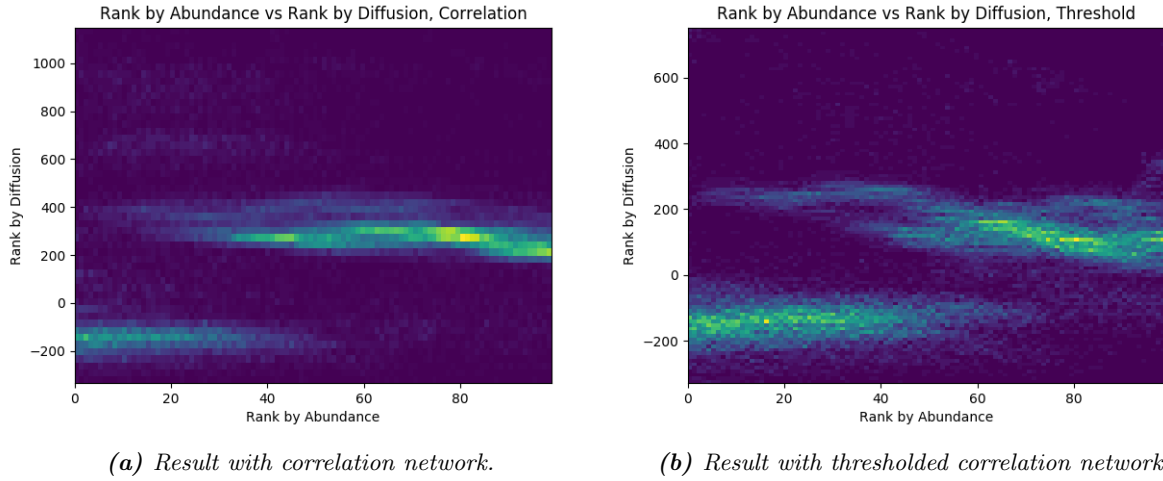 Rank by Abundance vs Rank by Diffusion, Correlation
1000
800
600
400
200
0
−200
Rank by Diffusion
0 20 40 60 80
Rank by Abundance
(a) Result with correlation network.
Rank by Abundance vs Rank by Diffusion, Threshold
600
400
200
0
−200
Rank by Diffusion
0 20 40 60 80
Rank by Abundance
(b) Result with thresholded correlation network